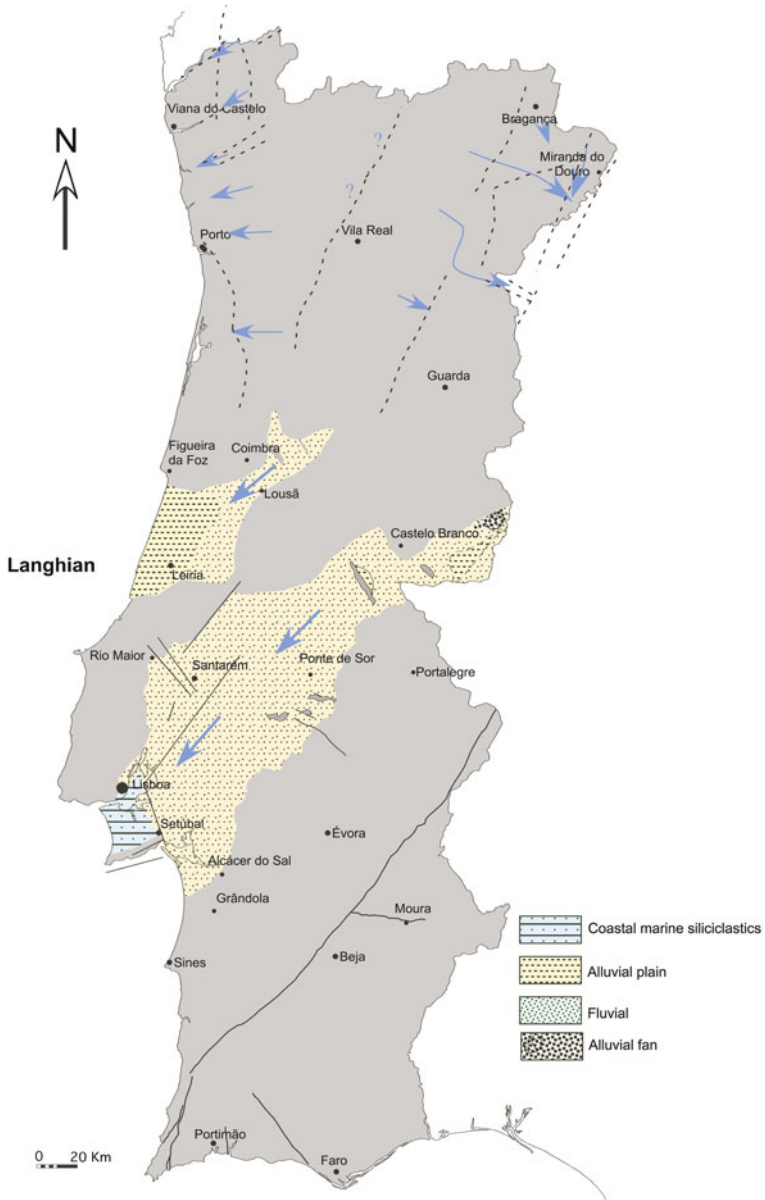 Viana do Castelo
Bragança
N
?
Miranda do
Douro
?
Porto
Vila Real
Guarda
Figueira
da Foz
Coimbra
Lousã
Castelo Branco
Langhian
Leiria
Rio Maior
Santarém
Ponte de Sor
Portalegre
Lisboa
Setúbal
Évora
Alcácer do Sal
Grândola
Moura
Coastal marine siliciclastics
Sines
Beja
Alluvial plain
Fluvial
Alluvial fan
Portimão
0 20 Km
Faro